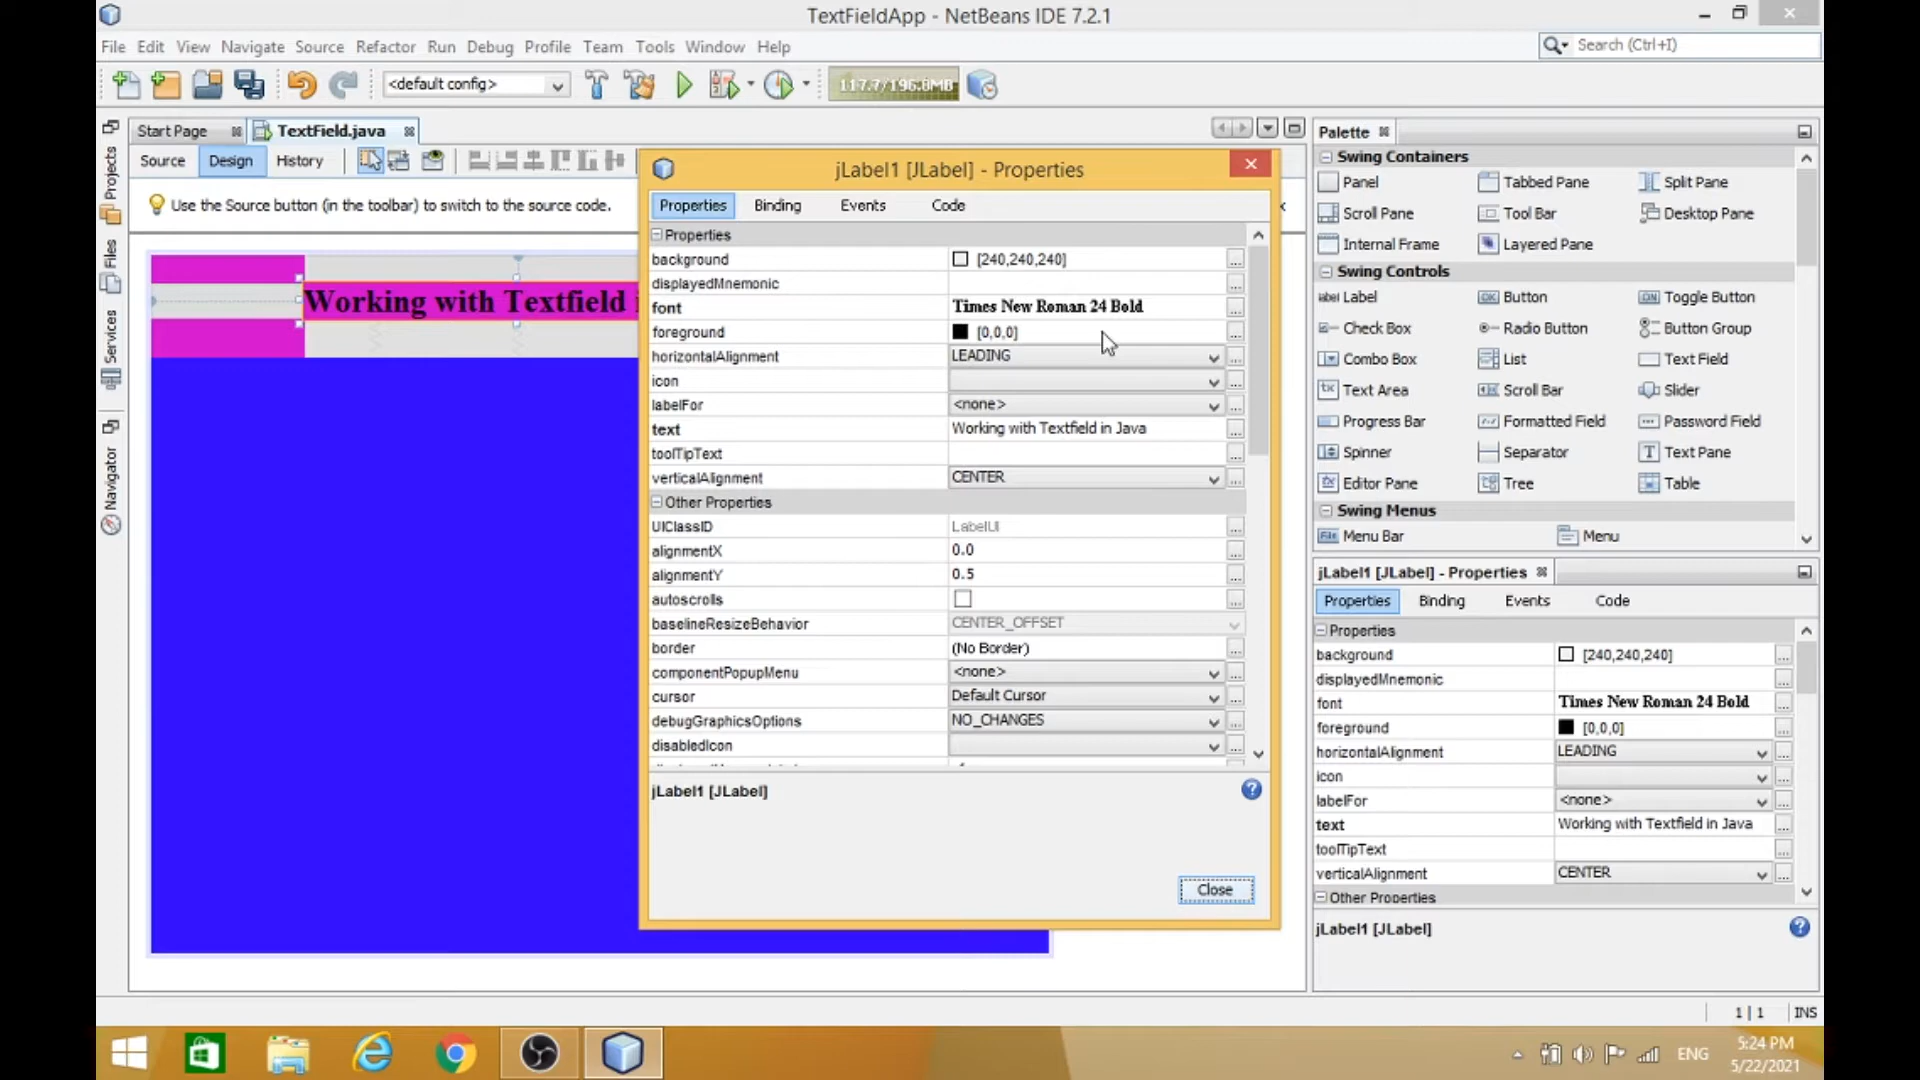 TextFieldApp - NetBeans IDE 7.2.1
File Edit View Navigate Source Refactor Run Debug Profile Team Tools Window Help
Search (Ctrl+I)
<default config>
117.7/196.8MB
Start Page TextField.java
Source Design History
Use the Source button (in the toolbar) to switch to the source code.
Projects
Files
Services
Navigator
Working with Textfield
jLabel1 [JLabel] - Properties
Properties Binding Events Code
Properties
background [240,240,240] ...
displayedMnemonic ...
font Times New Roman 24 Bold ...
foreground [0,0,0] ...
horizontalAlignment LEADING ...
icon ...
labelFor <none> ...
text Working with Textfield in Java ...
toolTipText ...
verticalAlignment CENTER ...
Other Properties
UIClassID LabelUI ...
alignmentX 0.0 ...
alignmentY 0.5 ...
autoscrolls ...
baselineResizeBehavior CENTER_OFFSET
border (No Border) ...
componentPopupMenu <none> ...
cursor Default Cursor ...
debugGraphicsOptions NO_CHANGES ...
disabledIcon ...
jLabel1 [JLabel]
Close
Palette
Swing Containers
Panel Tabbed Pane Split Pane
Scroll Pane Tool Bar Desktop Pane
Internal Frame Layered Pane
Swing Controls
label Label OK Button ON Toggle Button
Check Box Radio Button Button Group
Combo Box List Text Field
Text Area Scroll Bar Slider
Progress Bar Formatted Field Password Field
Spinner Separator Text Pane
Editor Pane Tree Table
Swing Menus
File Menu Bar Menu
jLabel1 [JLabel] - Properties
Properties Binding Events Code
Properties
background [240,240,240] ...
displayedMnemonic ...
font Times New Roman 24 Bold ...
foreground [0,0,0] ...
horizontalAlignment LEADING ...
icon ...
labelFor <none> ...
text Working with Textfield in Java ...
toolTipText ...
verticalAlignment CENTER ...
Other Properties
jLabel1 [JLabel]
1 | 1 INS
ENG
5:24 PM
5/22/2021